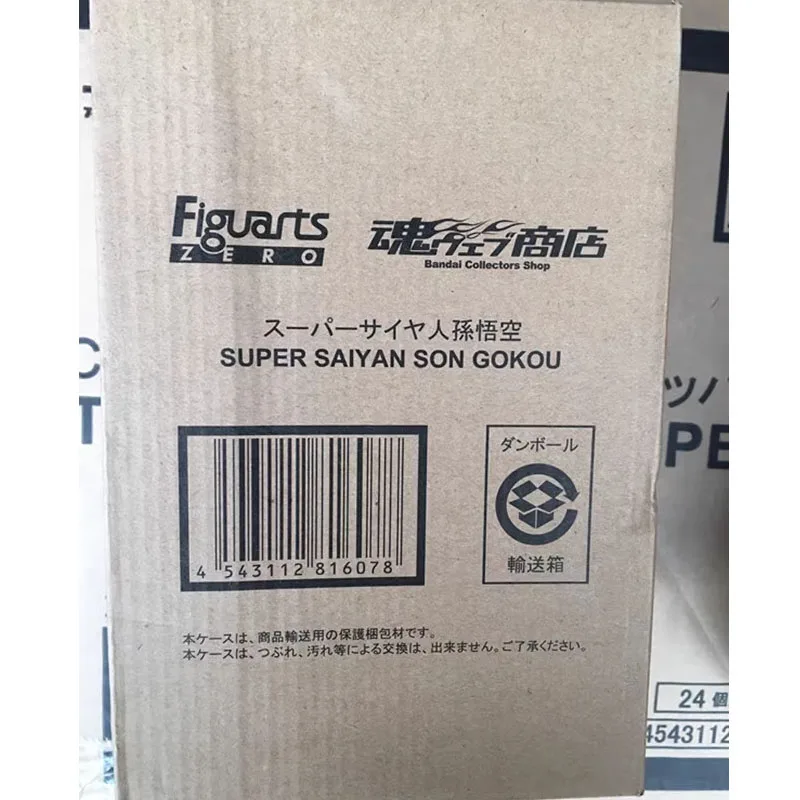 Figuarts
ZERO
魂ウェブ商店
Bandai Collectors Shop
スーパーサイヤ人孫悟空
SUPER SAIYAN SON GOKOU
4 543112 816078
ダンボール
輸送箱
本ケースは、商品輸送用の保護梱包材です。
本ケースは、つぶれ、汚れ等による交換は、出来ません。ご了承ください。
C
T
ッパ
PE
24 個
4543112